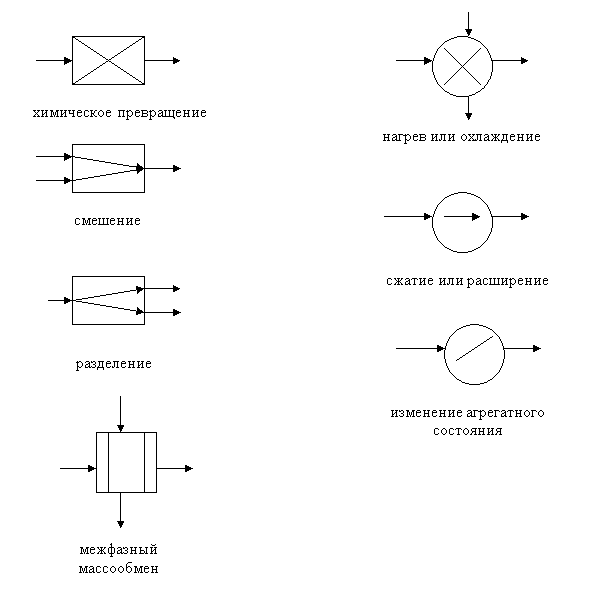 химическое превращение
смешение
разделение
межфазный
массообмен
нагрев или охлаждение
сжатие или расширение
изменение агрегатного
состояния